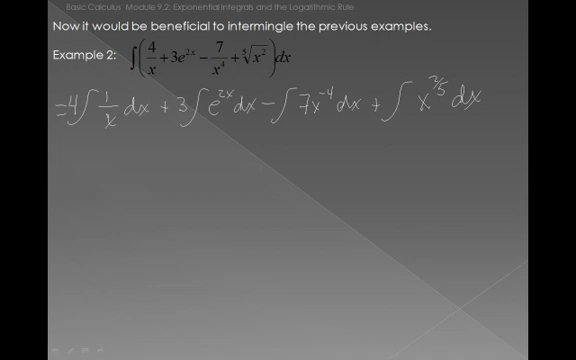 Basic Calculus Module 9.2: Exponential Integrals and the Logarithmic Rule
Now it would be beneficial to intermingle the previous examples.
Example 2: ∫(4/x + 3e^{2x} − 7/x^4 + ⁵√x²)dx
=4∫ 1/x dx + 3∫e^{2x}dx − ∫7x^{-4} dx + ∫ x^{2/5} dx